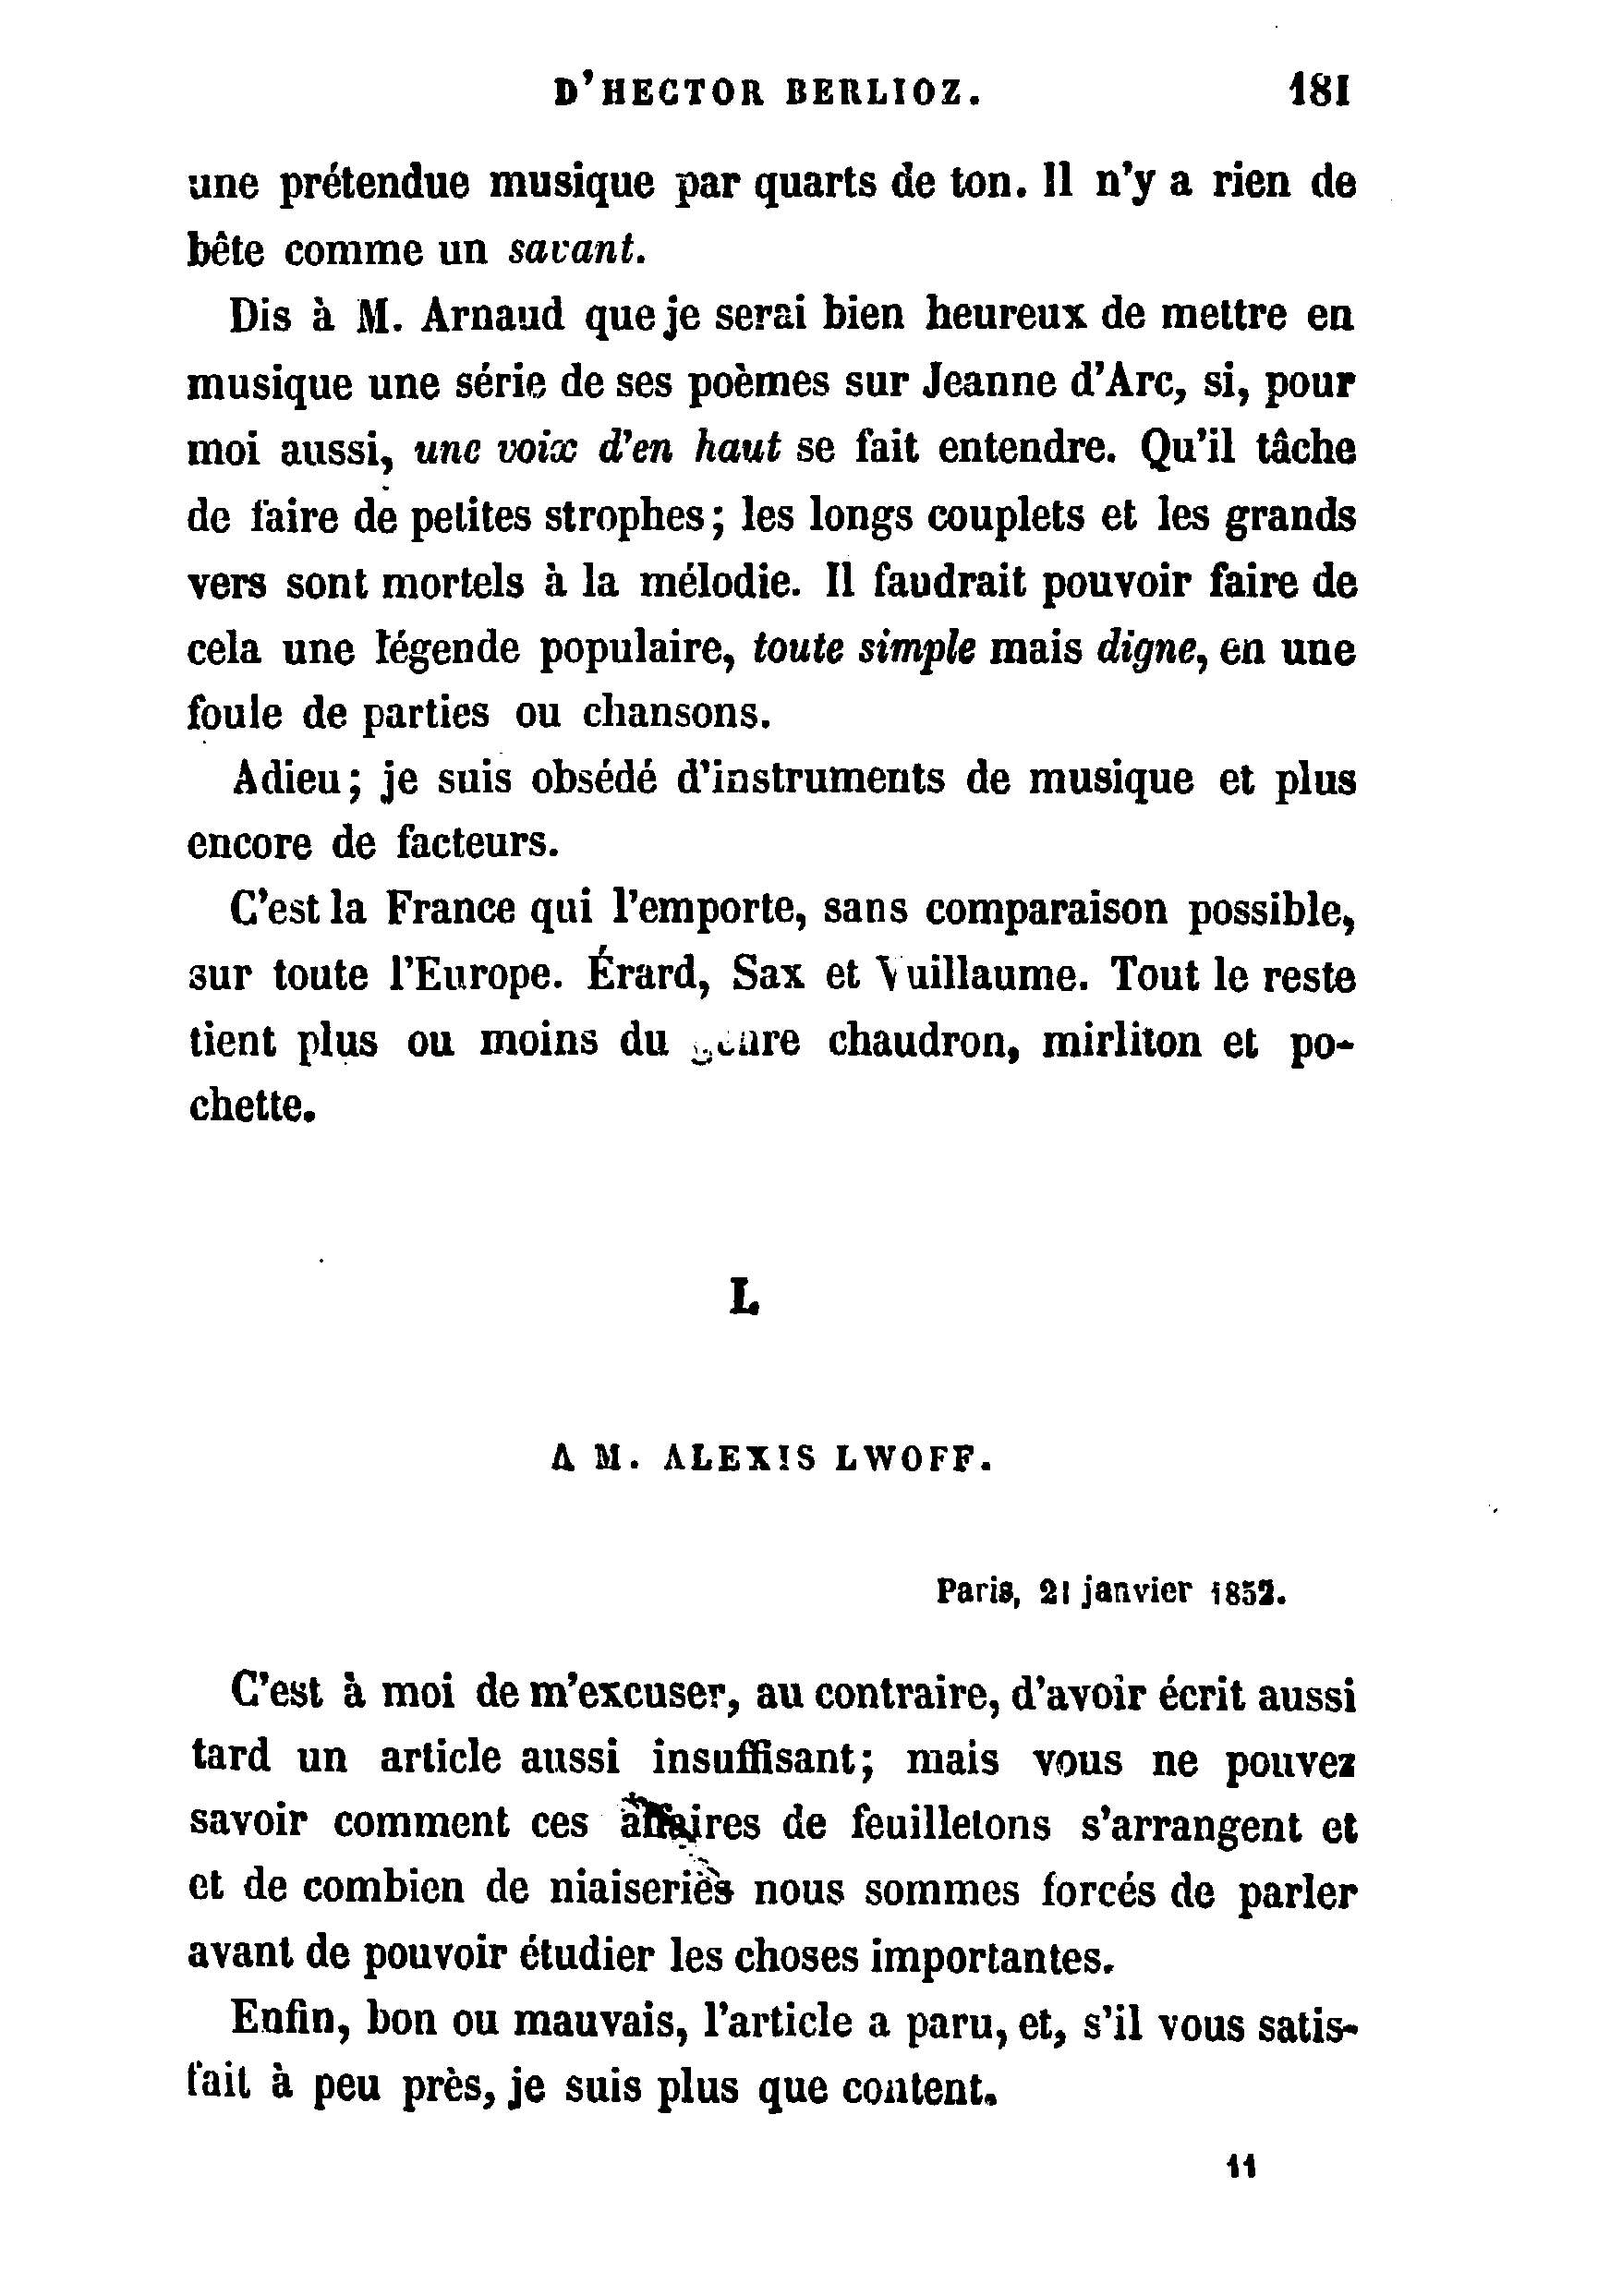 D'HECTOR BERLIOZ. 181
une prétendue musique par quarts de ton. Il n'y a rien de
bête comme un savant.
Dis à M. Arnaud que je serai bien heureux de mettre en
musique une série de ses poèmes sur Jeanne d'Arc, si, pour
moi aussi, une voix d'en haut se fait entendre. Qu'il tâche
de faire de petites strophes; les longs couplets et les grands
vers sont mortels à la mélodie. Il faudrait pouvoir faire de
cela une légende populaire, toute simple mais digne, en une
foule de parties ou chansons.
Adieu; je suis obsédé d'instruments de musique et plus
encore de facteurs.
C'est la France qui l'emporte, sans comparaison possible,
sur toute l'Europe. Érard, Sax et Vuillaume. Tout le reste
tient plus ou moins du genre chaudron, mirliton et po-
chette.
L
A M. ALEXIS LWOFF.
Paris, 21 janvier 1852.
C'est à moi de m'excuser, au contraire, d'avoir écrit aussi
tard un article aussi insuffisant; mais vous ne pouvez
savoir comment ces affaires de feuilletons s'arrangent et
et de combien de niaiseries nous sommes forcés de parler
avant de pouvoir étudier les choses importantes.
Enfin, bon ou mauvais, l'article a paru, et, s'il vous satis-
fait à peu près, je suis plus que content.
11